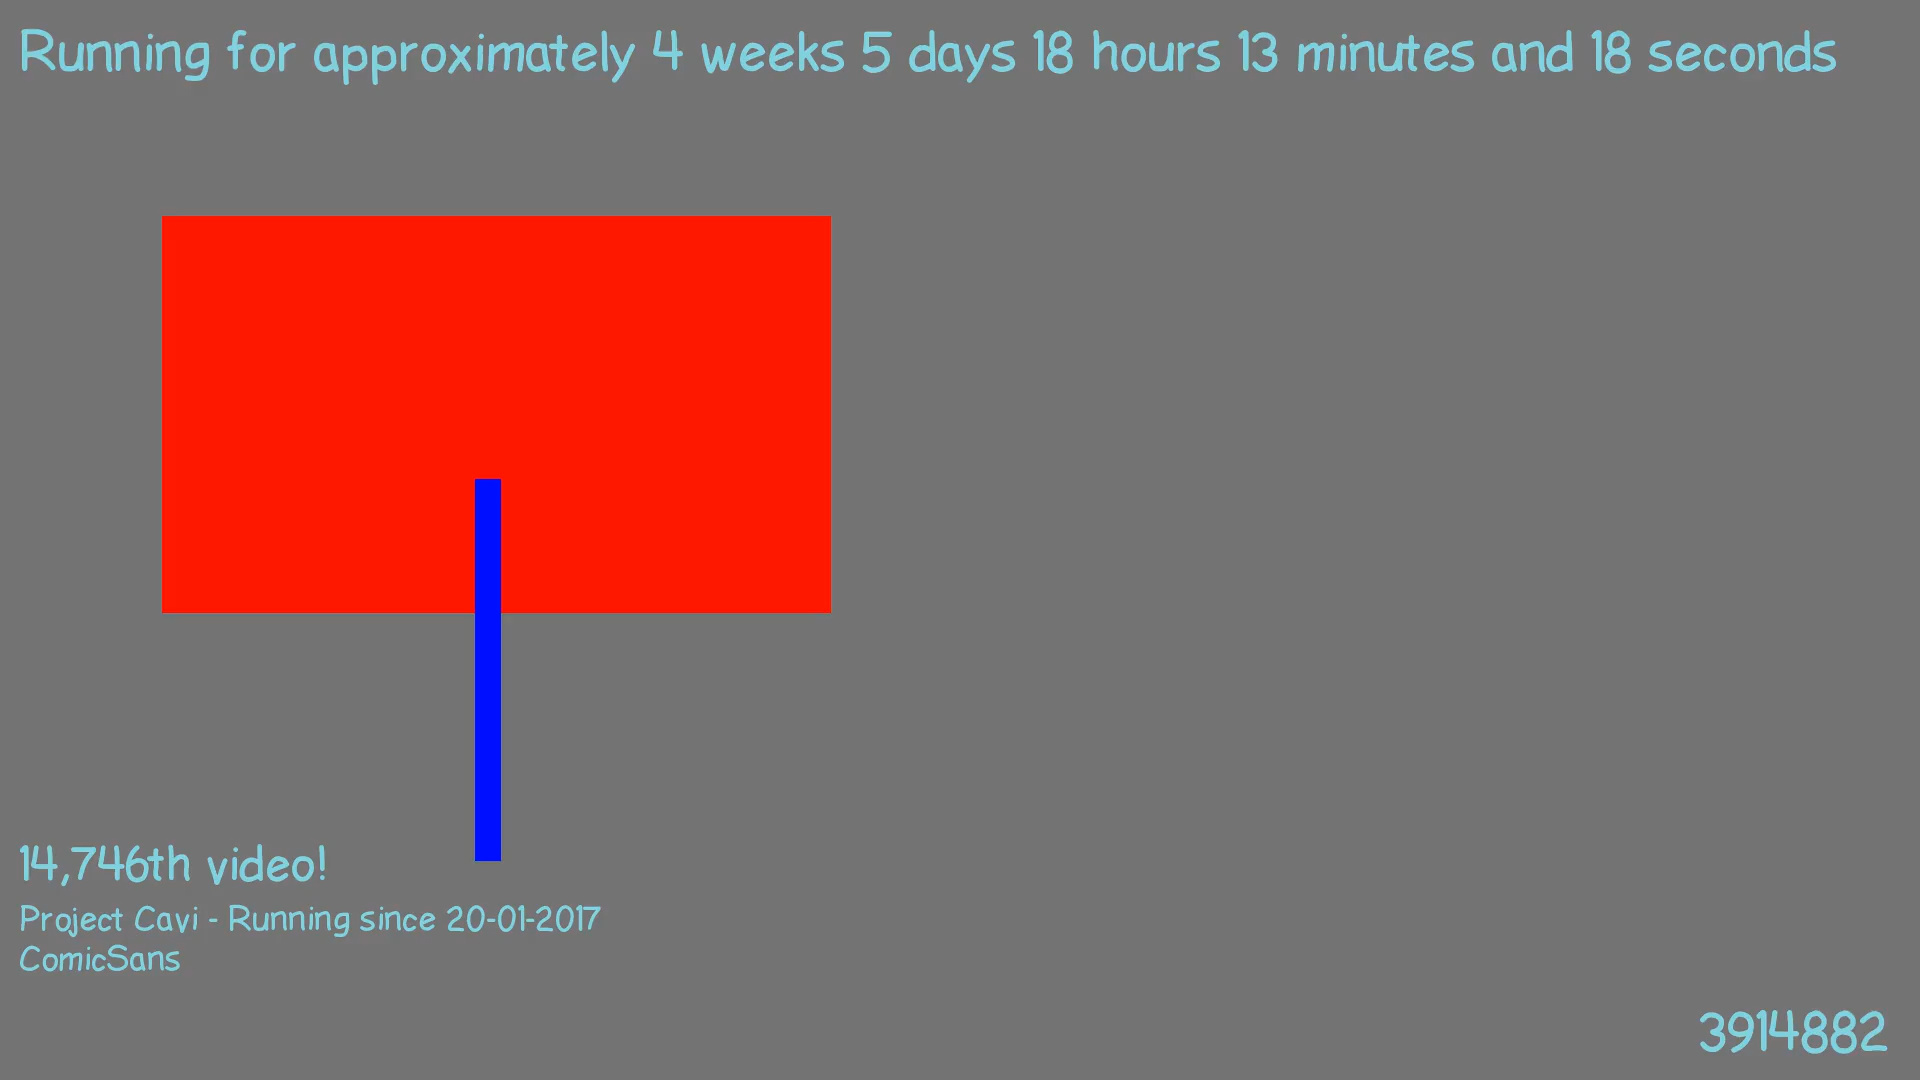 Running for approximately 4 weeks 5 days 18 hours 13 minutes and 18 seconds
14,746th video!
Project Cavi - Running since 20-01-2017
ComicSans
3914882